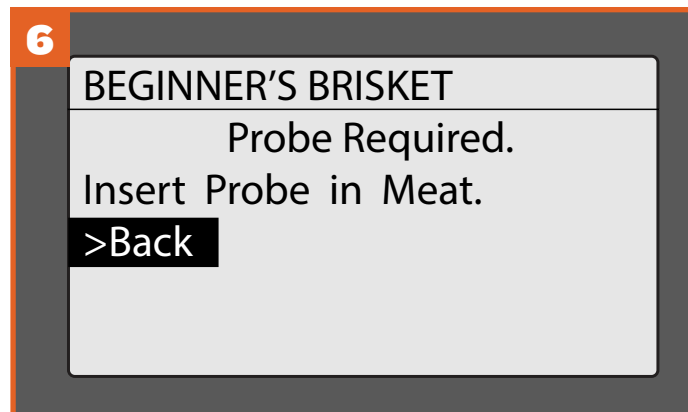 6
BEGINNER’S BRISKET
Probe Required.
Insert Probe in Meat.
>Back